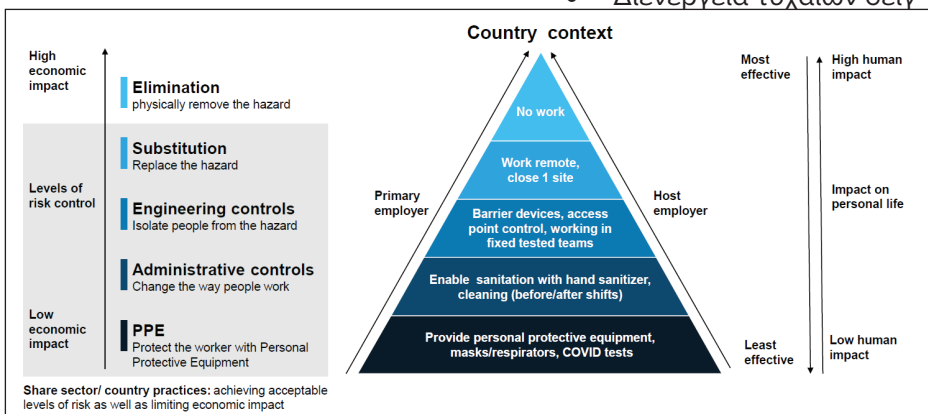 Διενέργεια τυχαίων δειγ
Country context
High
economic
impact
Elimination
physically remove the hazard
Substitution
Replace the hazard
Levels of
risk control
Engineering controls
Isolate people from the hazard
Administrative controls
Change the way people work
Low
economic
impact
PPE
Protect the worker with Personal
Protective Equipment
Share sector/ country practices: achieving acceptable
levels of risk as well as limiting economic impact
Primary
employer
No work
Work remote,
close 1 site
Barrier devices, access
point control, working in
fixed tested teams
Enable sanitation with hand sanitizer,
cleaning (before/after shifts)
Provide personal protective equipment,
masks/respirators, COVID tests
Host
employer
Most
effective
Least
effective
High human
impact
Impact on
personal life
Low human
impact